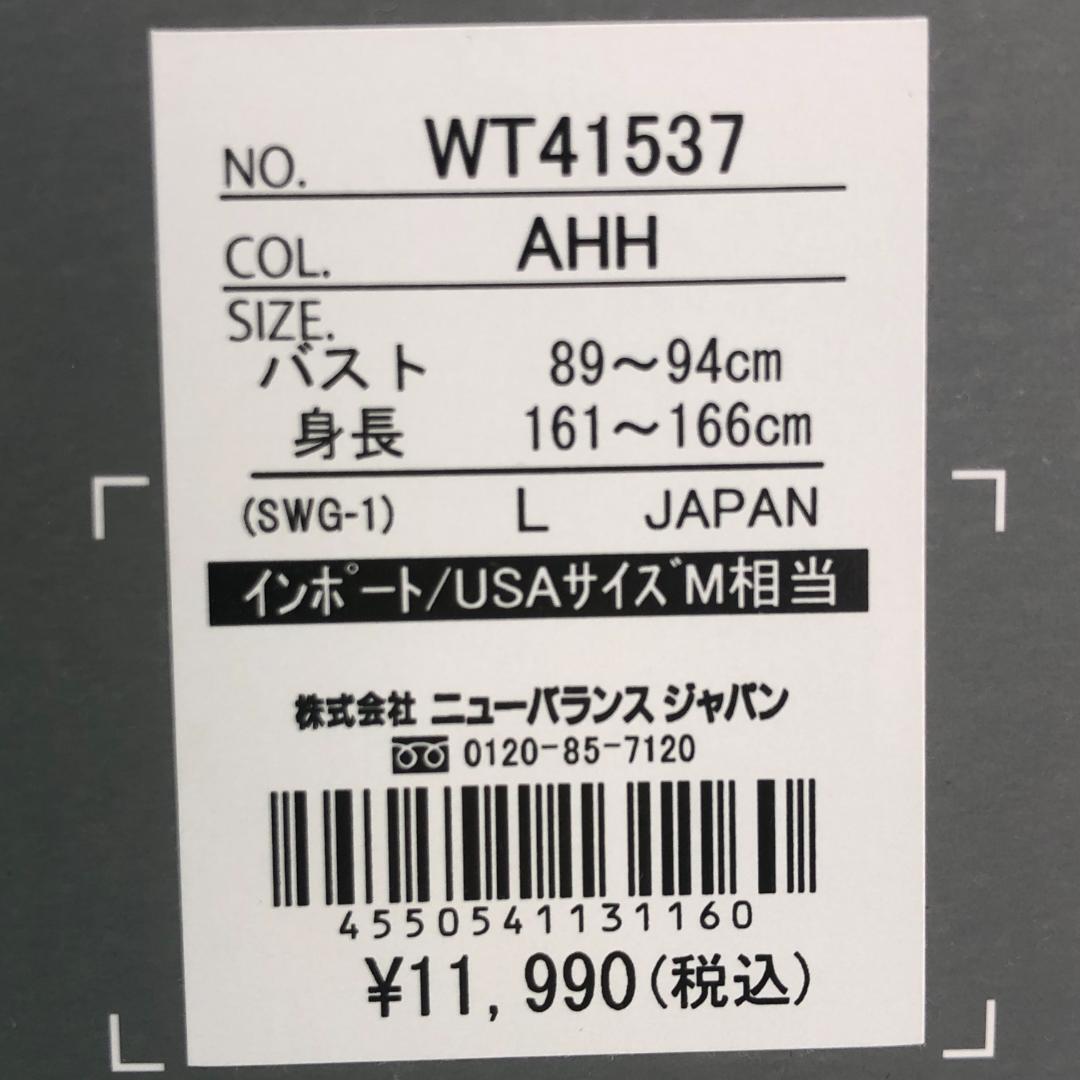 NO. WT41537
COL. AHH
SIZE.
バスト 89～94cm
身長 161～166cm
(SWG-1) L JAPAN
インポート/USAサイズM相当
株式会社 ニューバランス ジャパン
0120-85-7120
4550541131160
¥11,990(税込)